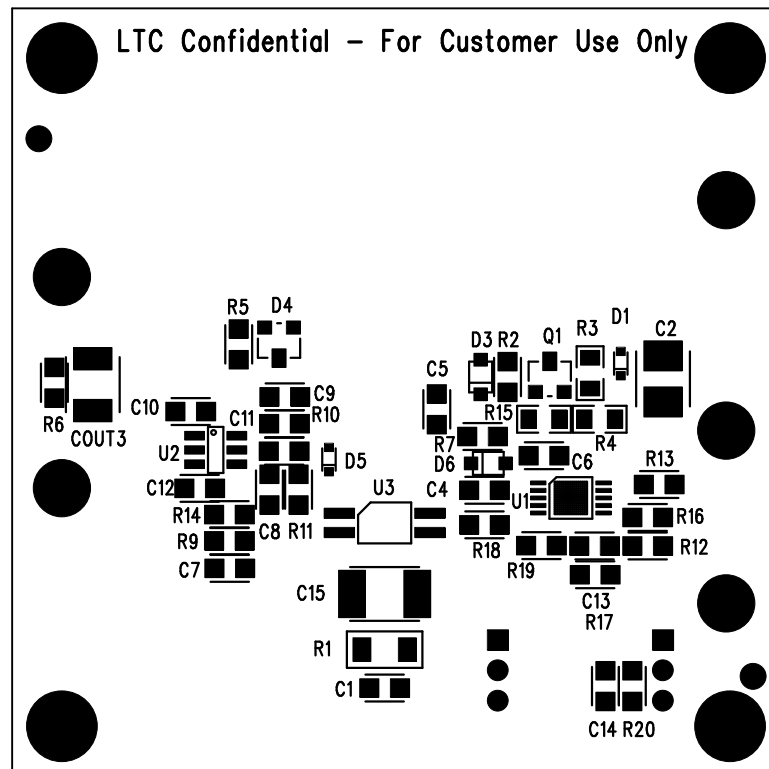 LTC Confidential – For Customer Use Only
R5
D4
D3
R2
Q1
R3
D1
C2
C5
C9
R10
C10
C11
R6
COUT3
U2
R15
R7
R4
D5
D6
C6
R13
C12
U3
C4
U1
R14
C8
R11
R16
R9
R18
R19
R12
C7
C15
C13
R17
R1
C1
C14
R20